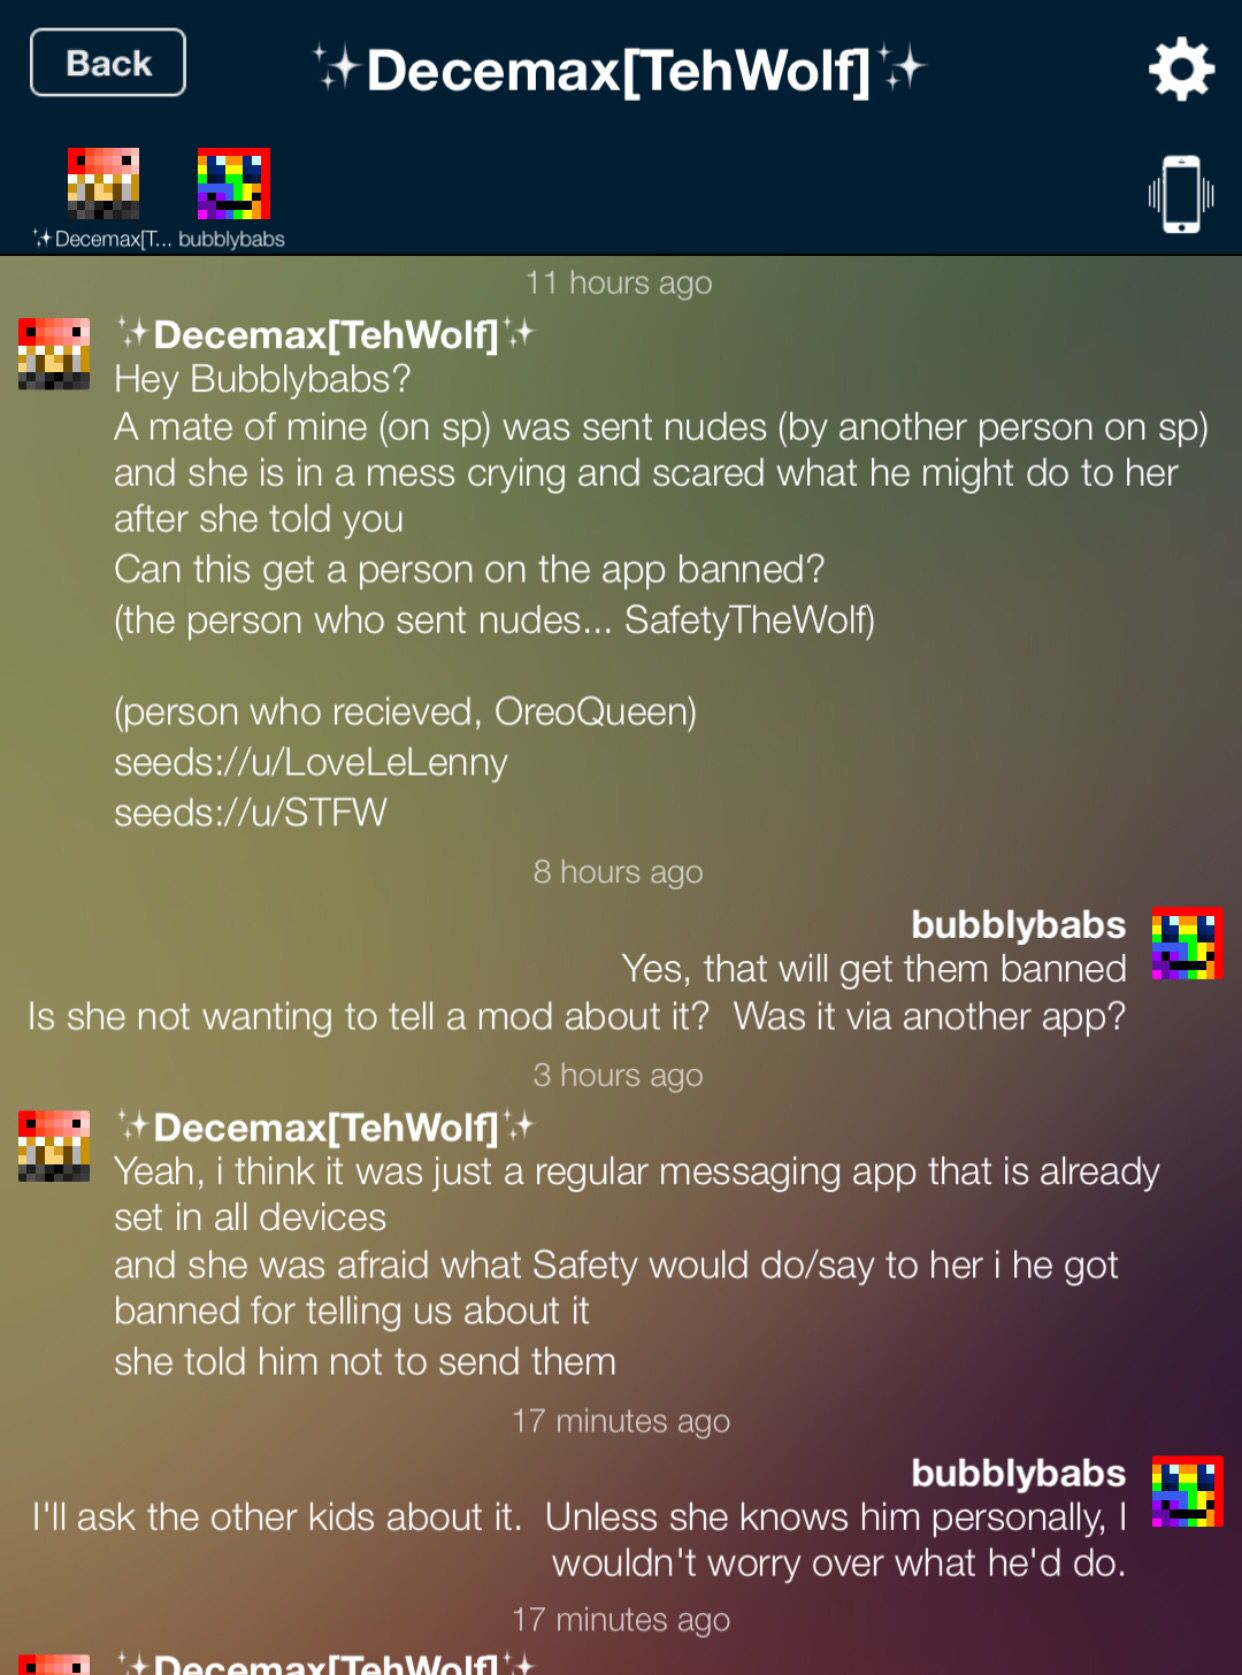 Back
Decemax[TehWolf]
Decemax[T... bubblybabs
11 hours ago
Decemax[TehWolf]
Hey Bubblybabs?
A mate of mine (on sp) was sent nudes (by another person on sp)
and she is in a mess crying and scared what he might do to her
after she told you
Can this get a person on the app banned?
(the person who sent nudes... SafetyTheWolf)
(person who recieved, OreoQueen)
seeds://u/LoveLeLenny
seeds://u/STFW
8 hours ago
bubblybabs
Yes, that will get them banned
Is she not wanting to tell a mod about it?  Was it via another app?
3 hours ago
Decemax[TehWolf]
Yeah, i think it was just a regular messaging app that is already
set in all devices
and she was afraid what Safety would do/say to her i he got
banned for telling us about it
she told him not to send them
17 minutes ago
bubblybabs
I'll ask the other kids about it.  Unless she knows him personally, I
wouldn't worry over what he'd do.
17 minutes ago
Decemax[TehWolf]